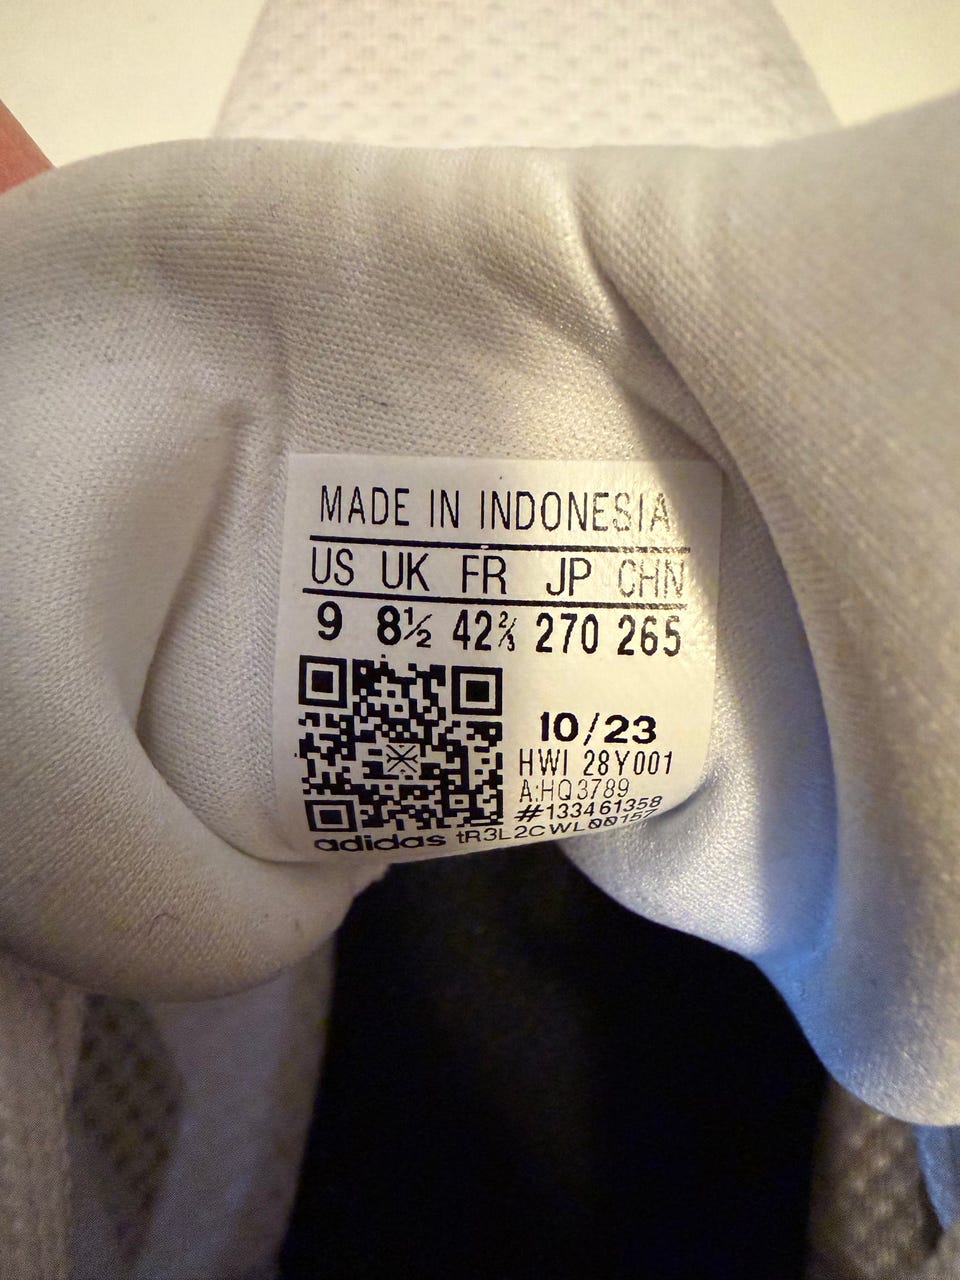 MADE IN INDONESIA
US UK FR JP CHN
9 8½ 42⅔ 270 265
10/23
HWI 28Y001
A:HQ3789
#133461358
adidas tR3L2CWL00157